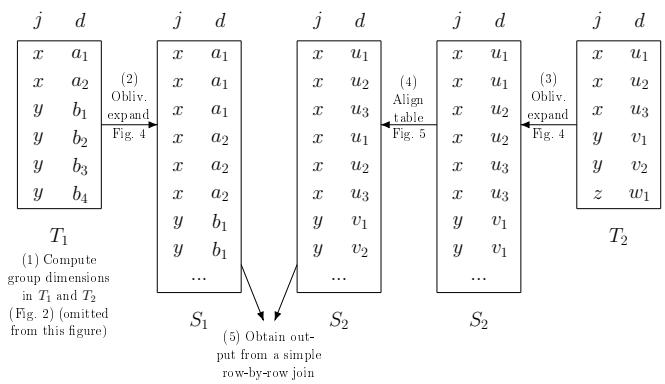 j d
x a1
x a2
y b1
y b2
y b3
y b4
T1
(1) Compute
group dimensions
in T1 and T2
(Fig. 2) (omitted
from this figure)
(2)
Obliv.
expand
Fig. 4
j d
x a1
x a1
x a1
x a2
x a2
x a2
y b1
y b1
...
S1
j d
x u1
x u2
x u3
x u1
x u2
x u3
y v1
y v2
...
S2
(4)
Align
table
Fig. 5
j d
x u1
x u1
x u2
x u2
x u3
x u3
y v1
y v1
...
S2
(3)
Obliv.
expand
Fig. 4
j d
x u1
x u2
x u3
y v1
y v2
z w1
T2
(5) Obtain out-
put from a simple
row-by-row join